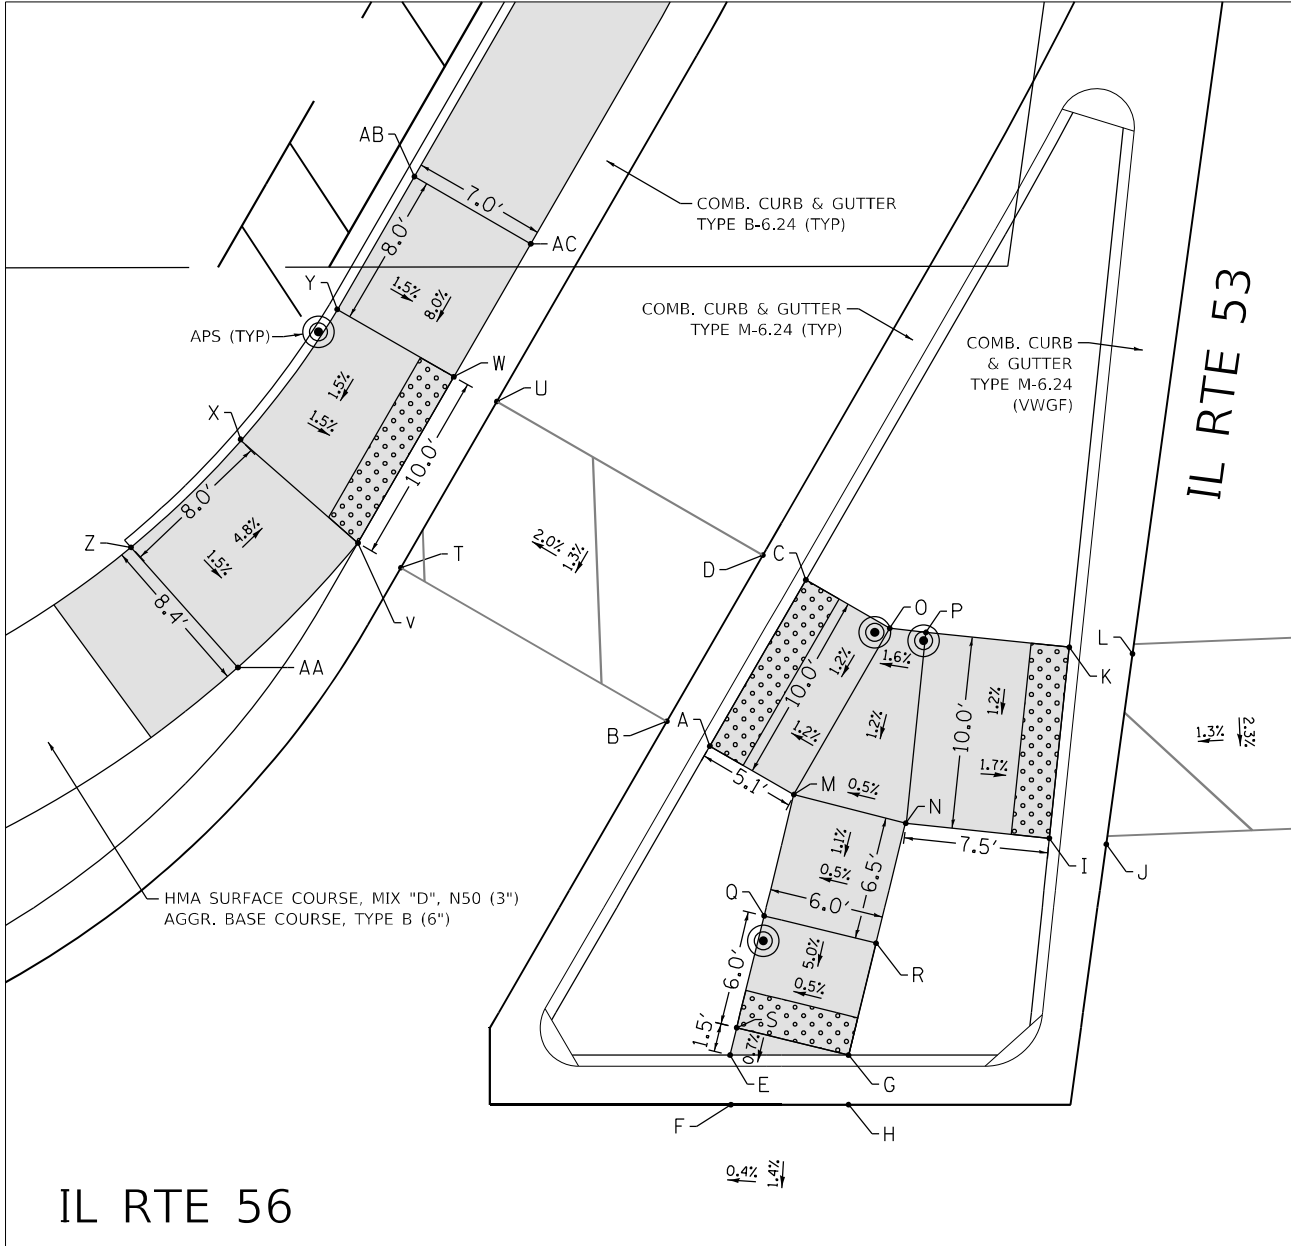 AB
7.0'
8.0'
AC
COMB. CURB & GUTTER
TYPE B-6.24 (TYP)
1.5%
8.0%
Y
APS (TYP)
COMB. CURB & GUTTER
TYPE M-6.24 (TYP)
COMB. CURB
& GUTTER
TYPE M-6.24
(VWGF)
IL RTE 53
W
U
1.5%
1.5%
X
10.0'
8.0'
4.8%
1.5%
Z
8.4'
T
V
AA
2.0%
1.3%
D
C
O
P
L
K
1.2%
1.6%
10.0'
1.2%
1.2%
1.2%
10.0'
1.7%
1.3%
2.3%
B
A
5.1'
M
0.5%
N
7.5'
I
J
1.1%
0.5%
6.5'
6.0'
HMA SURFACE COURSE, MIX "D", N50 (3")
AGGR. BASE COURSE, TYPE B (6")
Q
R
6.0'
5.0%
0.5%
S
1.5'
0.7%
E
G
F
H
0.4%
1.4%
IL RTE 56